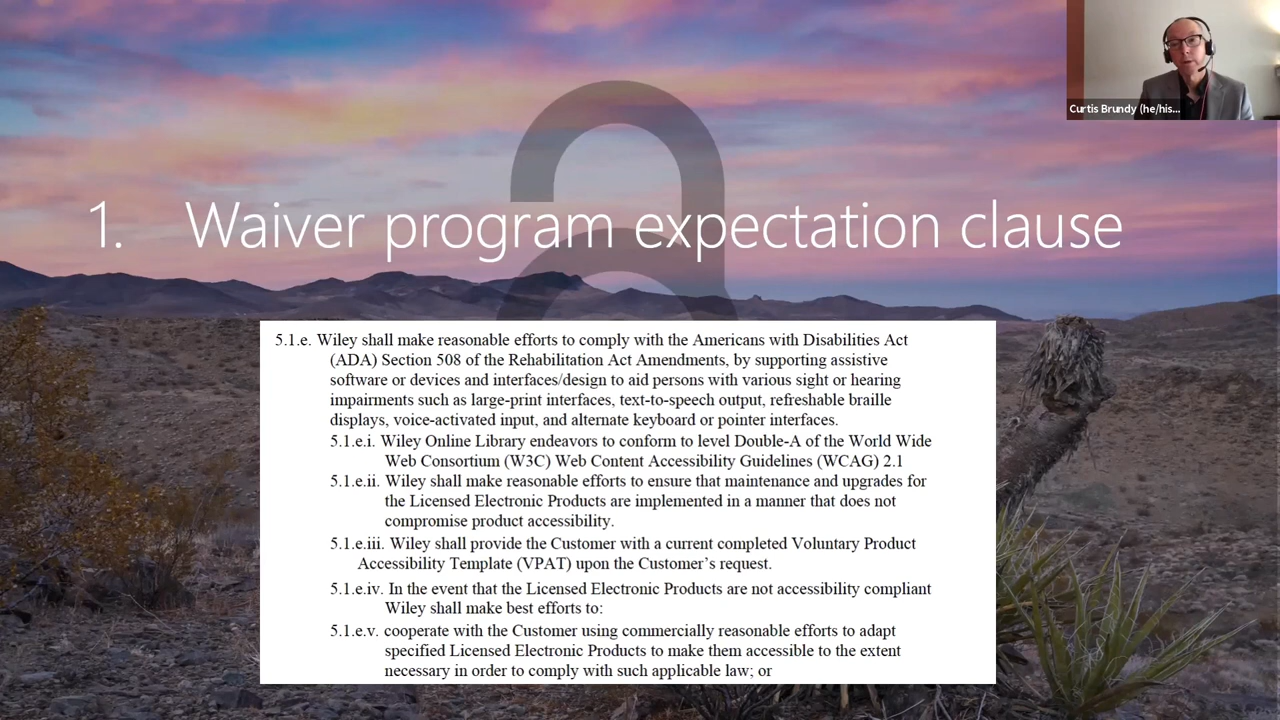 Curtis Brundy (he/his...
1. Waiver program expectation clause
5.1.e. Wiley shall make reasonable efforts to comply with the Americans with Disabilities Act
(ADA) Section 508 of the Rehabilitation Act Amendments, by supporting assistive
software or devices and interfaces/design to aid persons with various sight or hearing
impairments such as large-print interfaces, text-to-speech output, refreshable braille
displays, voice-activated input, and alternate keyboard or pointer interfaces.
5.1.e.i. Wiley Online Library endeavors to conform to level Double-A of the World Wide
Web Consortium (W3C) Web Content Accessibility Guidelines (WCAG) 2.1
5.1.e.ii. Wiley shall make reasonable efforts to ensure that maintenance and upgrades for
the Licensed Electronic Products are implemented in a manner that does not
compromise product accessibility.
5.1.e.iii. Wiley shall provide the Customer with a current completed Voluntary Product
Accessibility Template (VPAT) upon the Customer's request.
5.1.e.iv. In the event that the Licensed Electronic Products are not accessibility compliant
Wiley shall make best efforts to:
5.1.e.v. cooperate with the Customer using commercially reasonable efforts to adapt
specified Licensed Electronic Products to make them accessible to the extent
necessary in order to comply with such applicable law; or